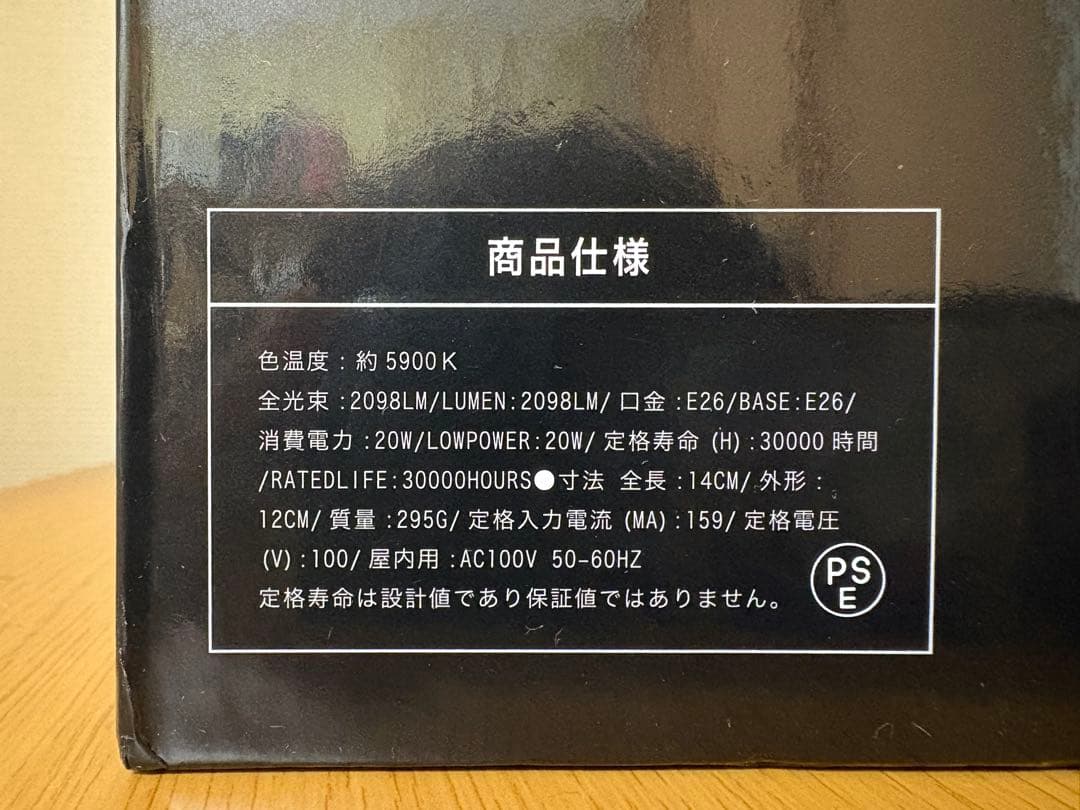 商品仕様
色温度 : 約 5900K
全光束 :2098LM/LUMEN:2098LM/ 口金 :E26/BASE:E26/
消費電力 :20W/LOWPOWER:20W/ 定格寿命 (H) :30000 時間
/RATEDLIFE:30000HOURS●寸法 全長 :14CM/ 外形 :
12CM/ 質量 :295G/ 定格入力電流 (MA) :159/ 定格電圧
(V) :100/ 屋内用 :AC100V 50-60HZ
定格寿命は設計値であり保証値ではありません。
PS
E